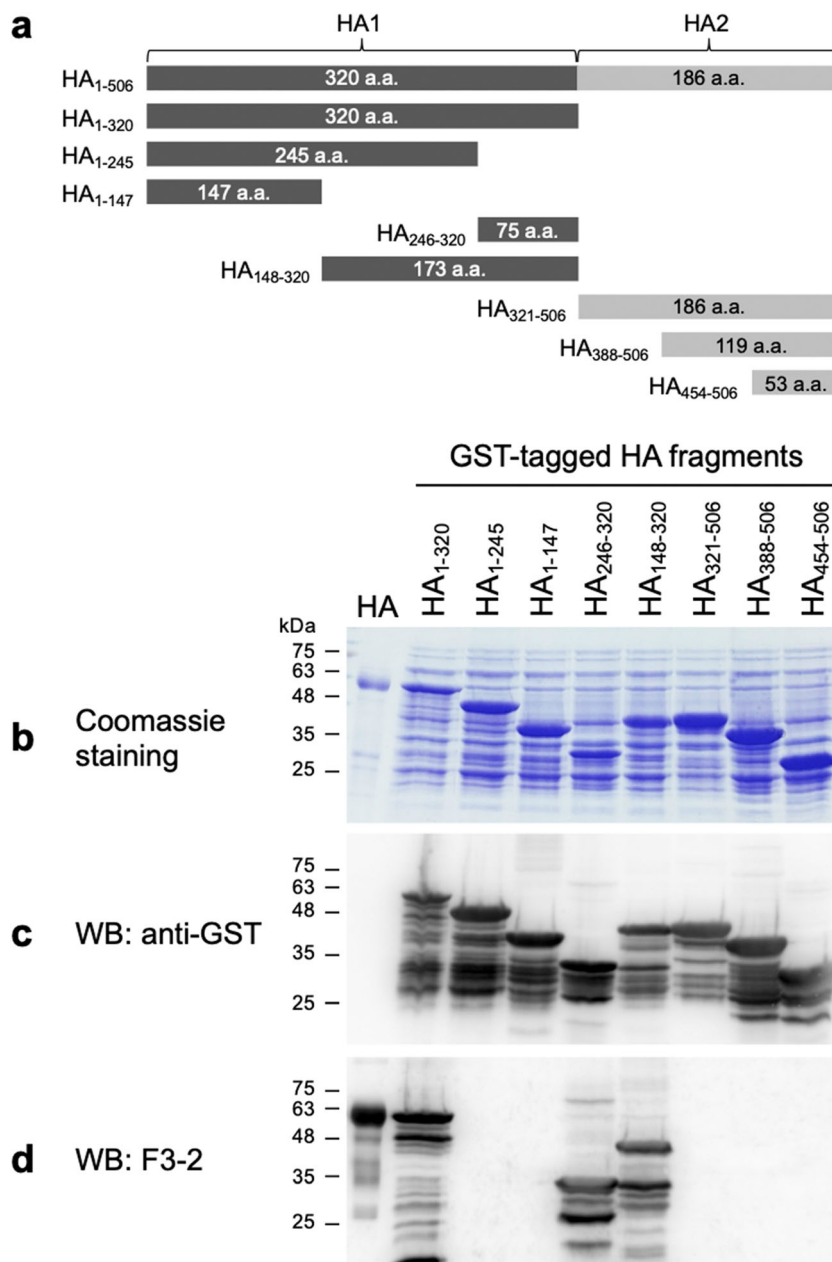 a
HA1 HA2
HA1-506 320 a.a. 186 a.a.
HA1-320 320 a.a.
HA1-245 245 a.a.
HA1-147 147 a.a.
HA246-320 75 a.a.
HA148-320 173 a.a.
HA321-506 186 a.a.
HA388-506 119 a.a.
HA454-506 53 a.a.
GST-tagged HA fragments
HA HA1-320 HA1-245 HA1-147 HA246-320 HA148-320 HA321-506 HA388-506 HA454-506
kDa
75
63
48
35
25
b Coomassie
staining
75
63
48
35
25
c WB: anti-GST
75
63
48
35
25
d WB: F3-2